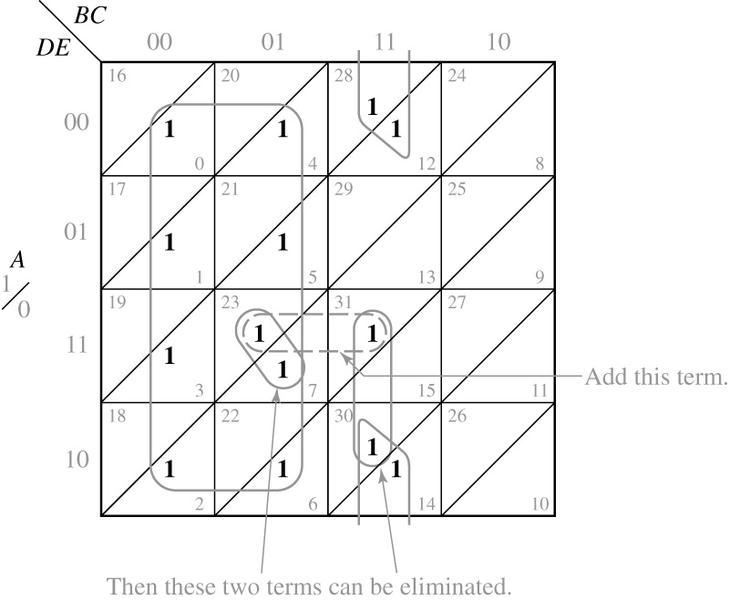 BC
DE
00 01 11 10
16 20 28 24
1 1 1
00
1
0 4 12 8
17 21 29 25
01
1 1
1 5 13 9
A
1
0
19 23 31 27
1 1
11
1 1
3 7 15 11
Add this term.
18 22 30 26
1
10
1 1 1
2 6 14 10
Then these two terms can be eliminated.